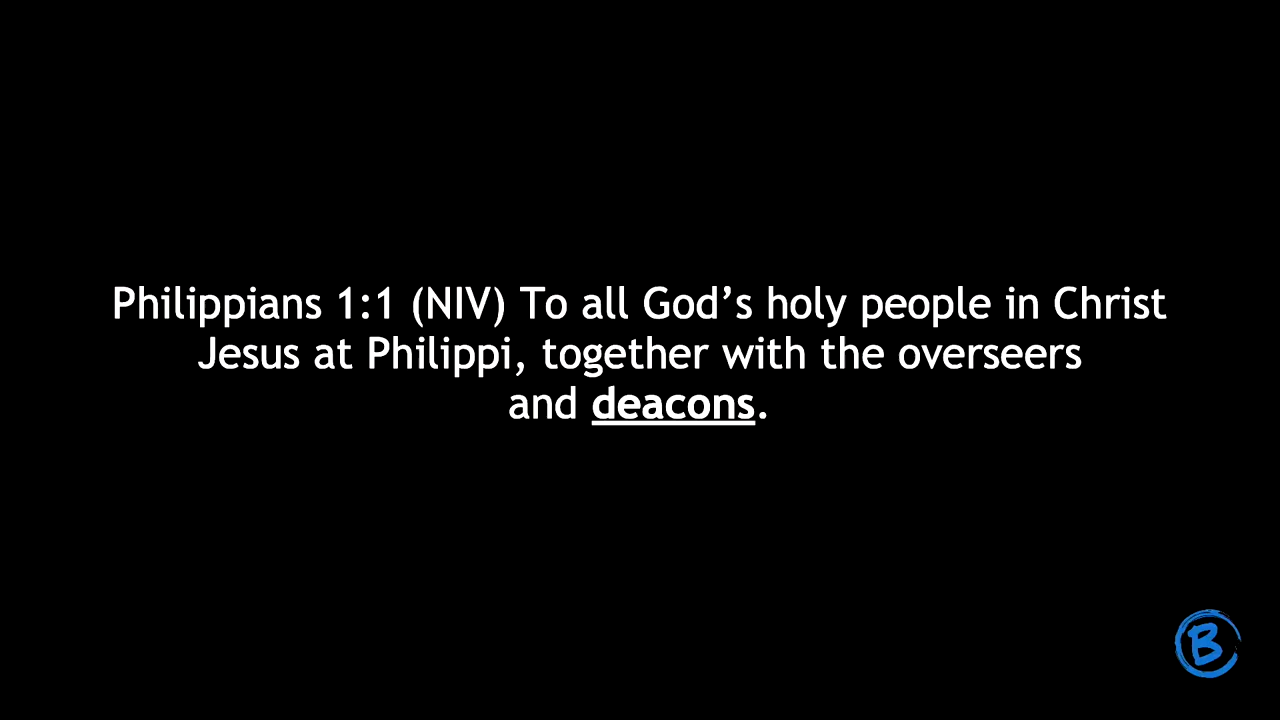 Philippians 1:1 (NIV) To all God’s holy people in Christ
Jesus at Philippi, together with the overseers
and deacons.
B